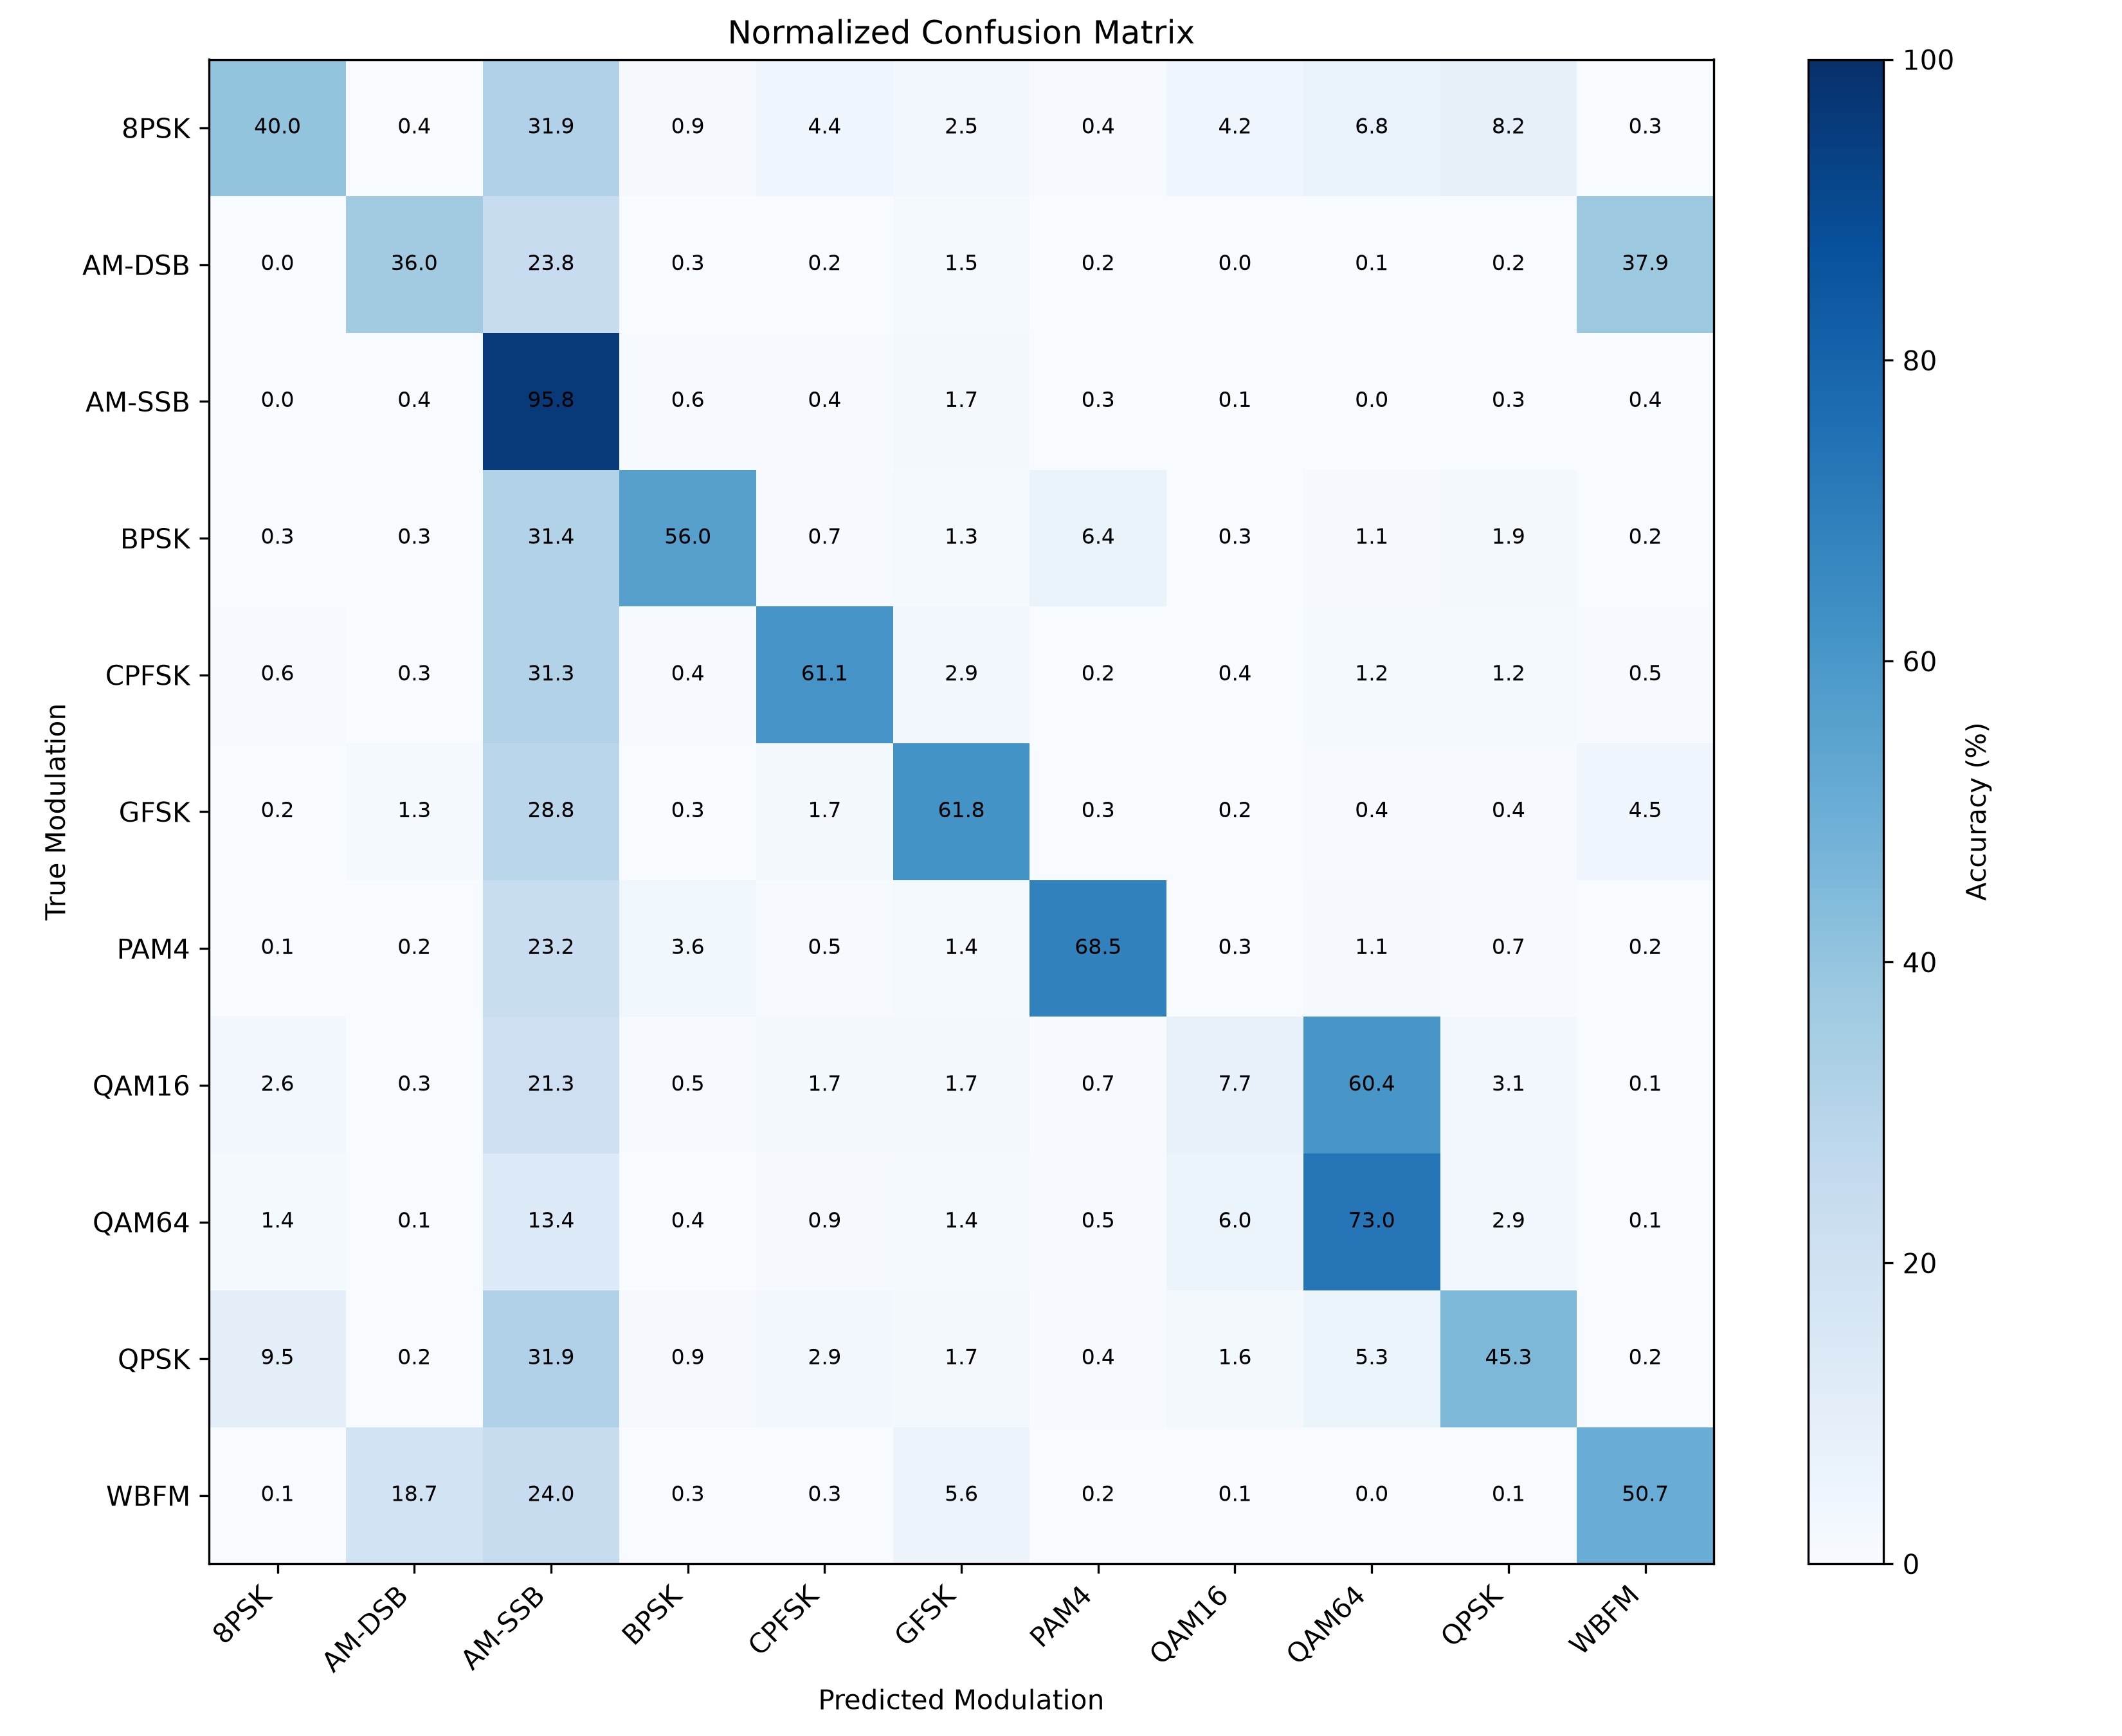 Normalized Confusion Matrix
8PSK 40.0 0.4 31.9 0.9 4.4 2.5 0.4 4.2 6.8 8.2 0.3
AM-DSB 0.0 36.0 23.8 0.3 0.2 1.5 0.2 0.0 0.1 0.2 37.9
AM-SSB 0.0 0.4 95.8 0.6 0.4 1.7 0.3 0.1 0.0 0.3 0.4
BPSK 0.3 0.3 31.4 56.0 0.7 1.3 6.4 0.3 1.1 1.9 0.2
CPFSK 0.6 0.3 31.3 0.4 61.1 2.9 0.2 0.4 1.2 1.2 0.5
GFSK 0.2 1.3 28.8 0.3 1.7 61.8 0.3 0.2 0.4 0.4 4.5
PAM4 0.1 0.2 23.2 3.6 0.5 1.4 68.5 0.3 1.1 0.7 0.2
QAM16 2.6 0.3 21.3 0.5 1.7 1.7 0.7 7.7 60.4 3.1 0.1
QAM64 1.4 0.1 13.4 0.4 0.9 1.4 0.5 6.0 73.0 2.9 0.1
QPSK 9.5 0.2 31.9 0.9 2.9 1.7 0.4 1.6 5.3 45.3 0.2
WBFM 0.1 18.7 24.0 0.3 0.3 5.6 0.2 0.1 0.0 0.1 50.7
8PSK AM-DSB AM-SSB BPSK CPFSK GFSK PAM4 QAM16 QAM64 QPSK WBFM
Predicted Modulation
True Modulation
100
80
60
40
20
0
Accuracy (%)